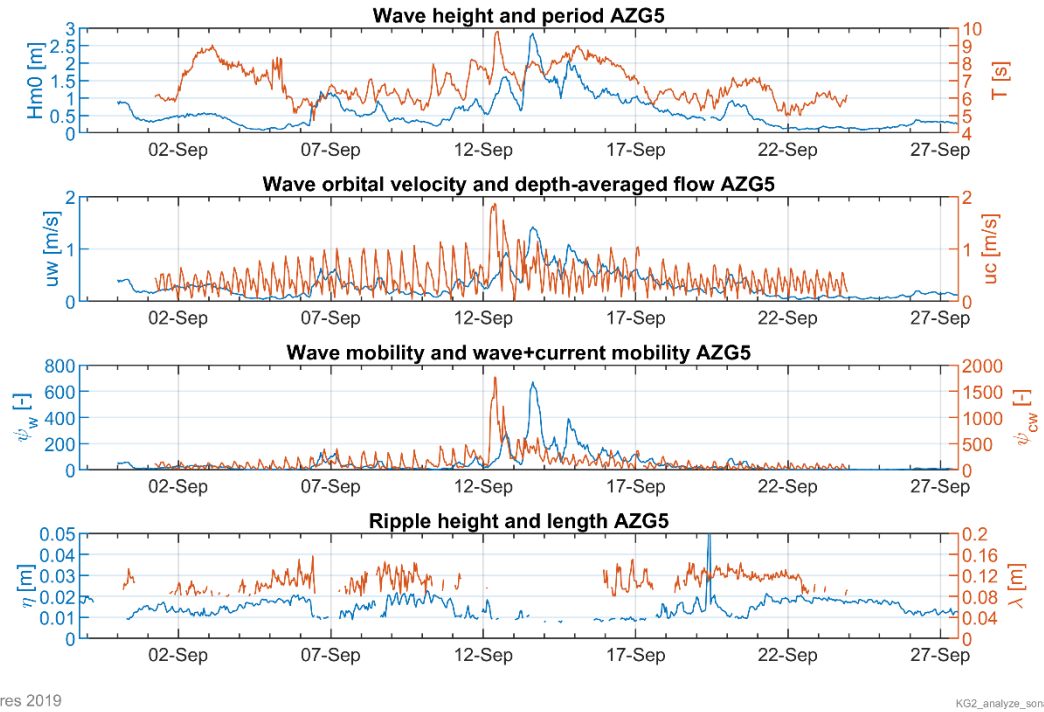 Wave height and period AZG5
3
2.5
2
1.5
1
0.5
0
Hm0 [m]
10
9
8
7
6
5
4
T [s]
02-Sep 07-Sep 12-Sep 17-Sep 22-Sep 27-Sep
Wave orbital velocity and depth-averaged flow AZG5
2
1
0
uw [m/s]
2
1
0
uc [m/s]
02-Sep 07-Sep 12-Sep 17-Sep 22-Sep 27-Sep
Wave mobility and wave+current mobility AZG5
800
600
400
200
0
ψw [-]
2000
1500
1000
500
0
ψcw [-]
02-Sep 07-Sep 12-Sep 17-Sep 22-Sep 27-Sep
Ripple height and length AZG5
0.05
0.04
0.03
0.02
0.01
0
η [m]
0.2
0.16
0.12
0.08
0.04
0
λ [m]
02-Sep 07-Sep 12-Sep 17-Sep 22-Sep 27-Sep
res 2019
KG2_analyze_son